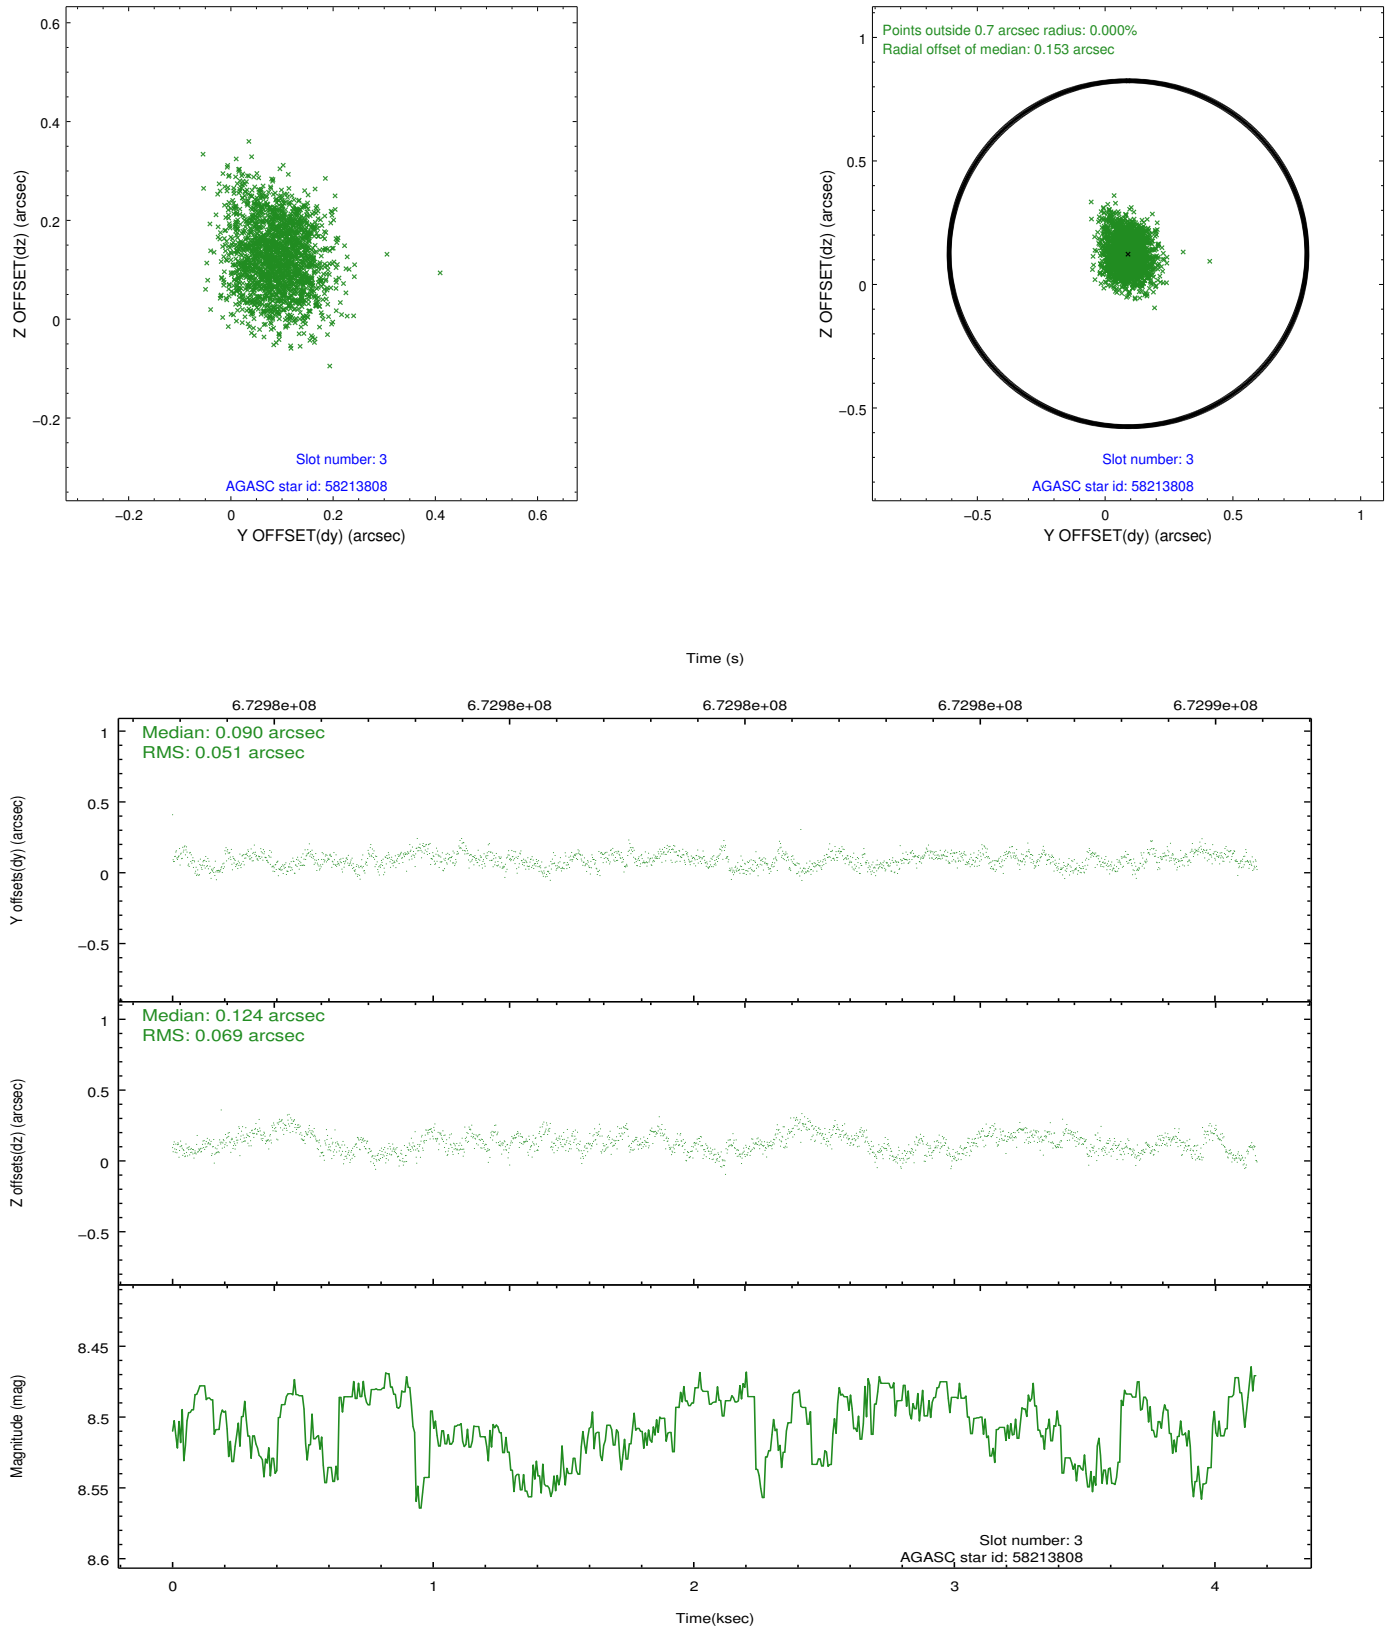 0.6
0.4
0.2
0
−0.2
Z OFFSET(dz) (arcsec)
Slot number: 3
AGASC star id: 58213808
−0.2 0 0.2 0.4 0.6
Y OFFSET(dy) (arcsec)
Points outside 0.7 arcsec radius: 0.000%
Radial offset of median: 0.153 arcsec
1
0.5
0
−0.5
Z OFFSET(dz) (arcsec)
Slot number: 3
AGASC star id: 58213808
−0.5 0 0.5 1
Y OFFSET(dy) (arcsec)
Time (s)
6.7298e+08 6.7298e+08 6.7298e+08 6.7298e+08 6.7299e+08
Median: 0.090 arcsec
RMS: 0.051 arcsec
1
0.5
0
−0.5
Y offsets(dy) (arcsec)
Median: 0.124 arcsec
RMS: 0.069 arcsec
1
0.5
0
−0.5
Z offsets(dz) (arcsec)
8.45
8.5
8.55
8.6
Magnitude (mag)
Slot number: 3
AGASC star id: 58213808
0 1 2 3 4
Time(ksec)